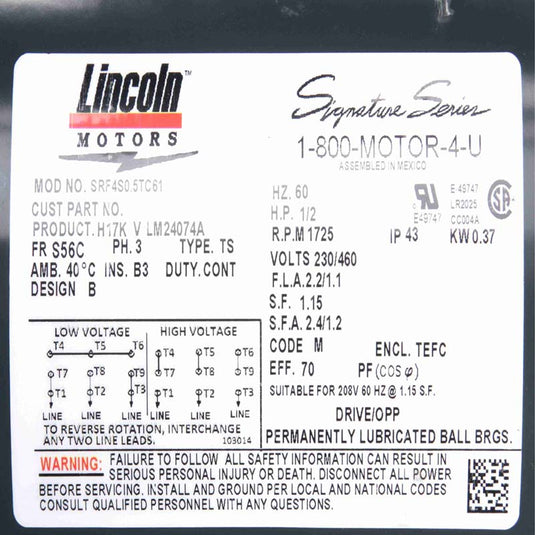 Lincoln™
MOTORS
Signature Series
1-800-MOTOR-4-U
ASSEMBLED IN MEXICO
MOD NO. SRF4S0.5TC61
CUST PART NO.
PRODUCT. H17K V LM24074A
FR S56C PH. 3 TYPE. TS
AMB. 40°C INS. B3 DUTY. CONT
DESIGN B
HZ. 60
H.P. 1/2
R.P.M 1725 IP 43 KW 0.37
E-49747
LR2025
E49747 CC004A
VOLTS 230/460
F.L.A. 2.2/1.1
S.F. 1.15
S.F.A. 2.4/1.2
CODE M ENCL. TEFC
EFF. 70 PF (COS φ)
SUITABLE FOR 208V 60 HZ @ 1.15 S.F.
DRIVE/OPP
PERMANENTLY LUBRICATED BALL BRGS.
LOW VOLTAGE HIGH VOLTAGE
T4 T5 T6 T4 T5 T6
T7 T8 T9 T7 T8 T9
T1 T2 T3 T1 T2 T3
LINE LINE LINE LINE LINE LINE
TO REVERSE ROTATION, INTERCHANGE
ANY TWO LINE LEADS. 103014
WARNING: FAILURE TO FOLLOW ALL SAFETY INFORMATION CAN RESULT IN
SERIOUS PERSONAL INJURY OR DEATH. DISCONNECT ALL POWER
BEFORE SERVICING. INSTALL AND GROUND PER LOCAL AND NATIONAL CODES
CONSULT QUALIFIED PERSONNEL WITH ANY QUESTIONS.